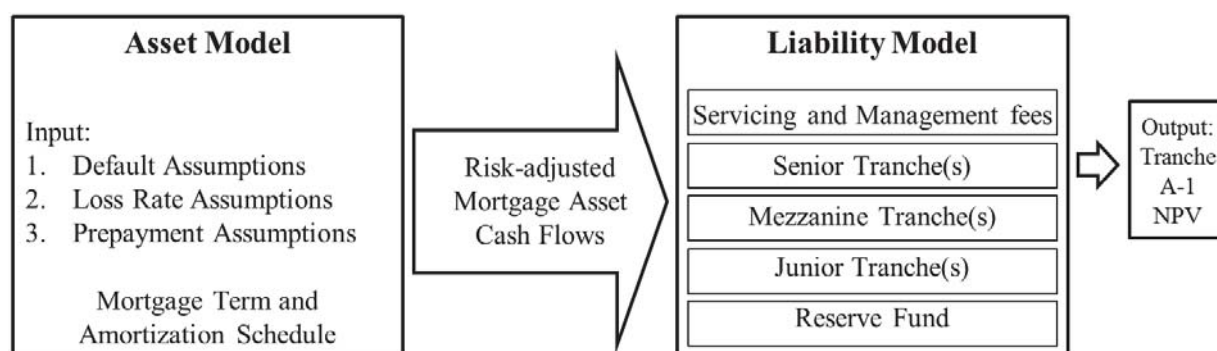 Asset Model
Input:
1. Default Assumptions
2. Loss Rate Assumptions
3. Prepayment Assumptions
Mortgage Term and
Amortization Schedule
Risk-adjusted
Mortgage Asset
Cash Flows
Liability Model
Servicing and Management fees
Senior Tranche(s)
Mezzanine Tranche(s)
Junior Tranche(s)
Reserve Fund
Output:
Tranche
A-1
NPV